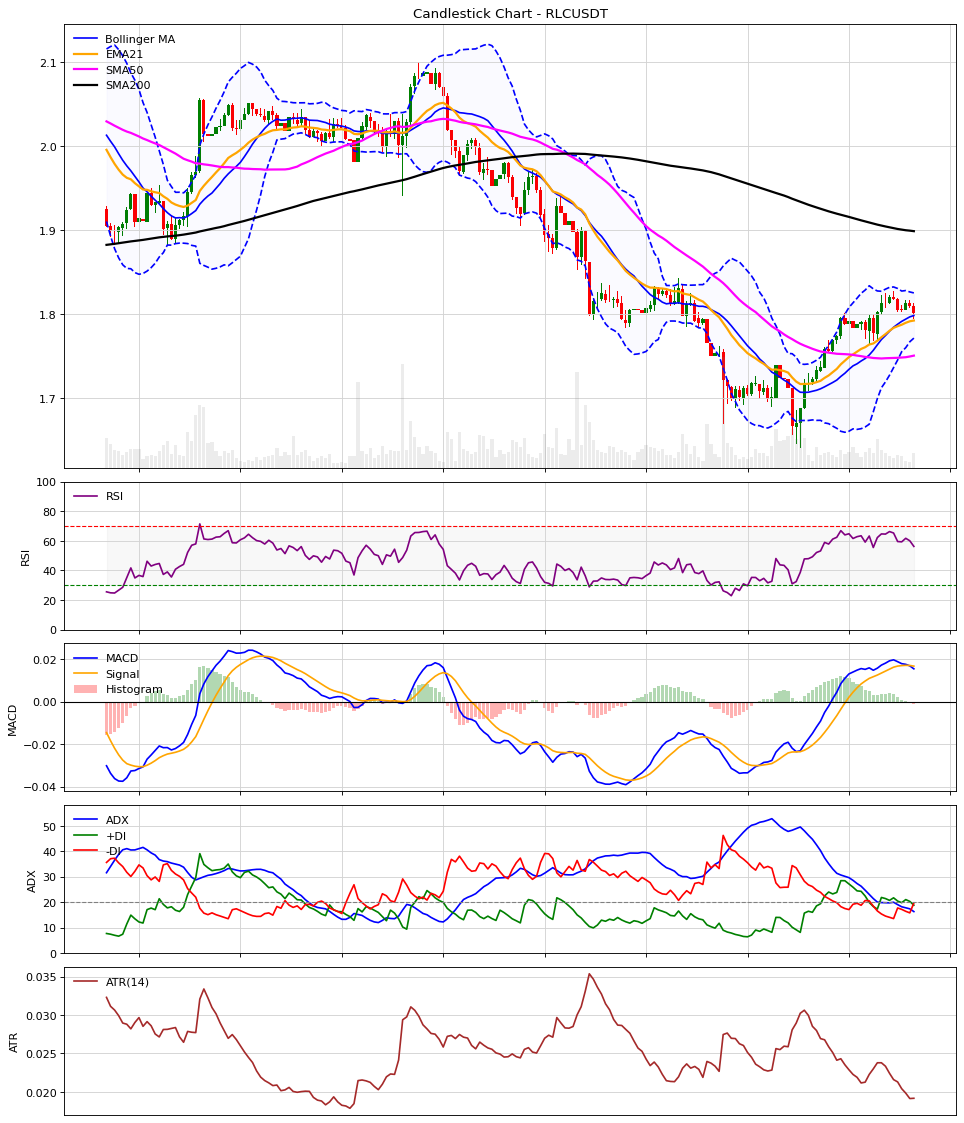 Candlestick Chart - RLCUSDT
Bollinger MA
EMA21
SMA50
SMA200
2.1
2.0
1.9
1.8
1.7
RSI
100
80
60
40
20
0
RSI
MACD
Signal
Histogram
0.02
0.00
−0.02
−0.04
MACD
ADX
+DI
-DI
50
40
30
20
10
0
ADX
ATR(14)
0.035
0.030
0.025
0.020
ATR